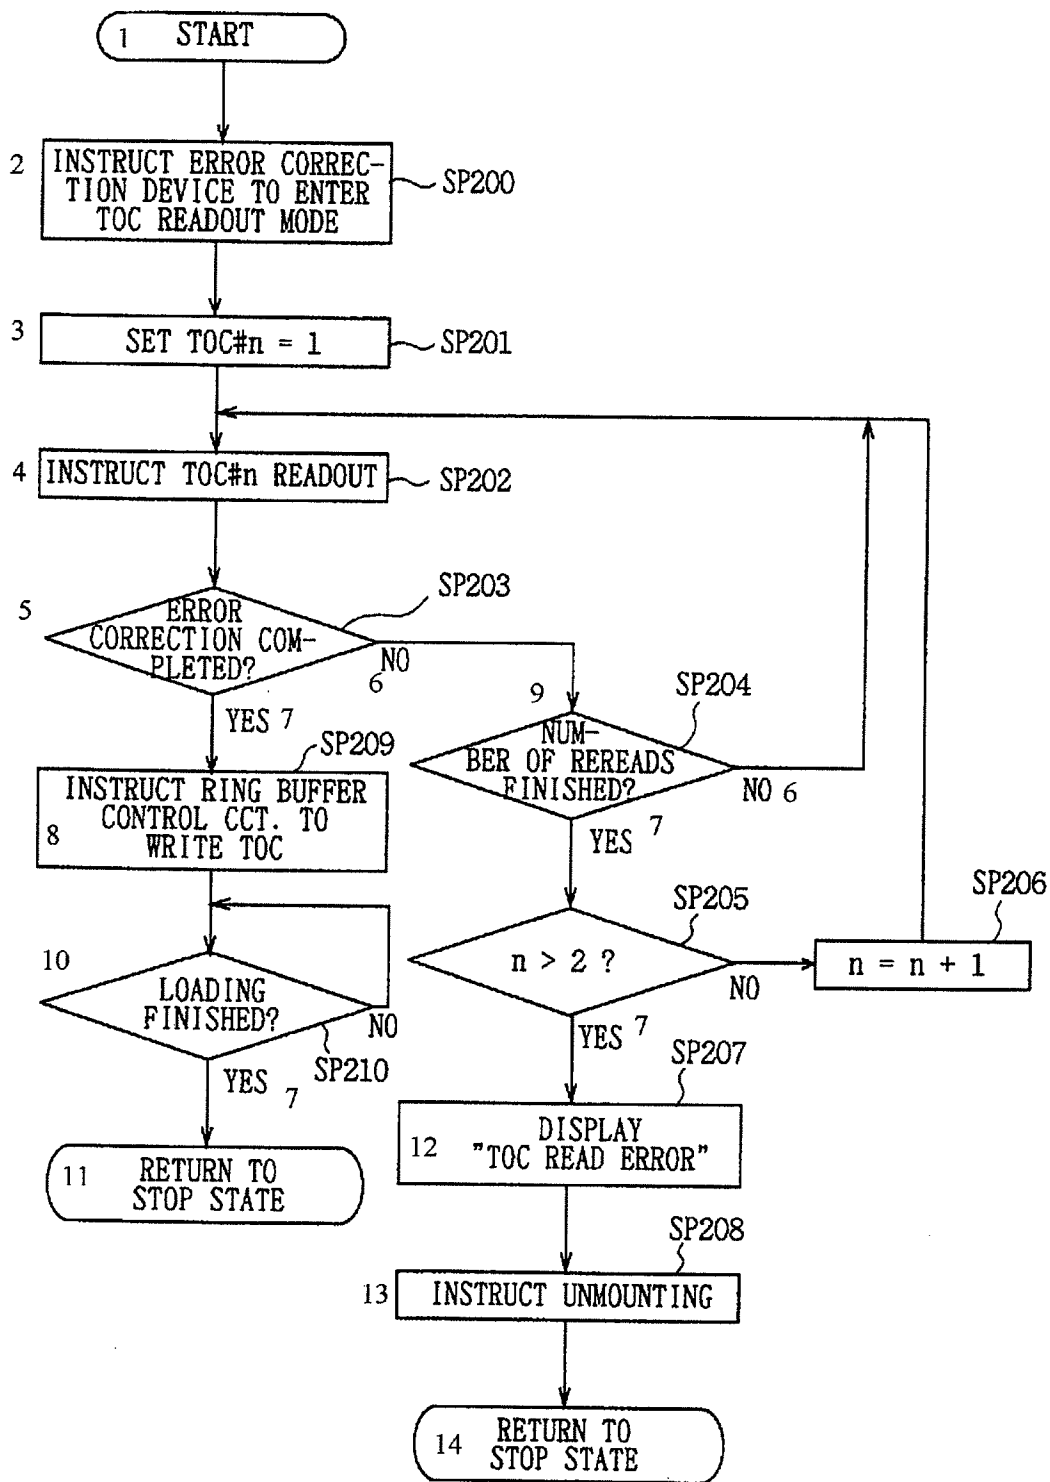 1 START
2 INSTRUCT ERROR CORREC-
TION DEVICE TO ENTER
TOC READOUT MODE
SP200
3 SET TOC#n = 1
SP201
4 INSTRUCT TOC#n READOUT
SP202
SP203
5 ERROR
CORRECTION COM-
PLETED?
NO
6
YES 7
SP209
INSTRUCT RING BUFFER
CONTROL CCT. TO
8 WRITE TOC
10
LOADING
FINISHED?
NO
SP210
YES 7
11 RETURN TO
STOP STATE
9
SP204
NUM-
BER OF REREADS
FINISHED?
NO 6
YES 7
SP205
n > 2 ?
NO
SP206
n = n + 1
YES 7
SP207
12 DISPLAY
"TOC READ ERROR"
SP208
13 INSTRUCT UNMOUNTING
14 RETURN TO
STOP STATE